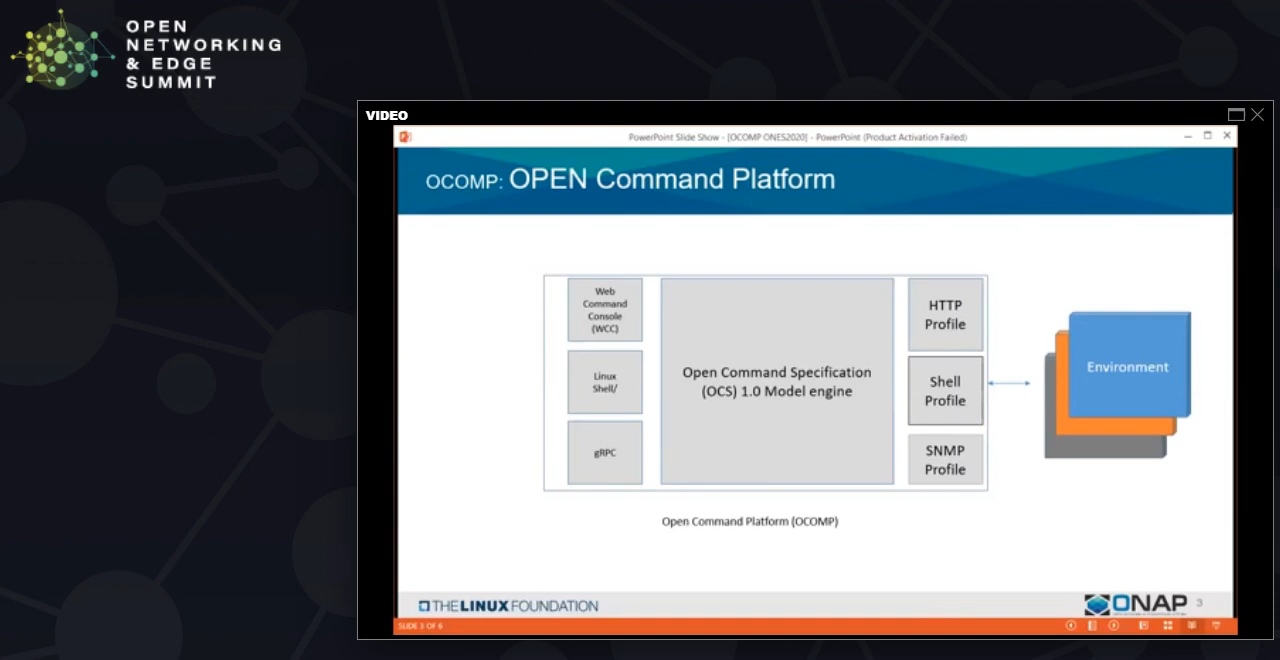 OPEN
NETWORKING
& EDGE
SUMMIT
VIDEO
PowerPoint Slide Show - [OCOMP ONES2020] - PowerPoint (Product Activation Failed)
OCOMP: OPEN Command Platform
Web
Command
Console
(WCC)
Linux
Shell/
gRPC
Open Command Specification
(OCS) 1.0 Model engine
HTTP
Profile
Shell
Profile
SNMP
Profile
Environment
Open Command Platform (OCOMP)
THE LINUX FOUNDATION
ONAP
3
SLIDE 3 OF 6